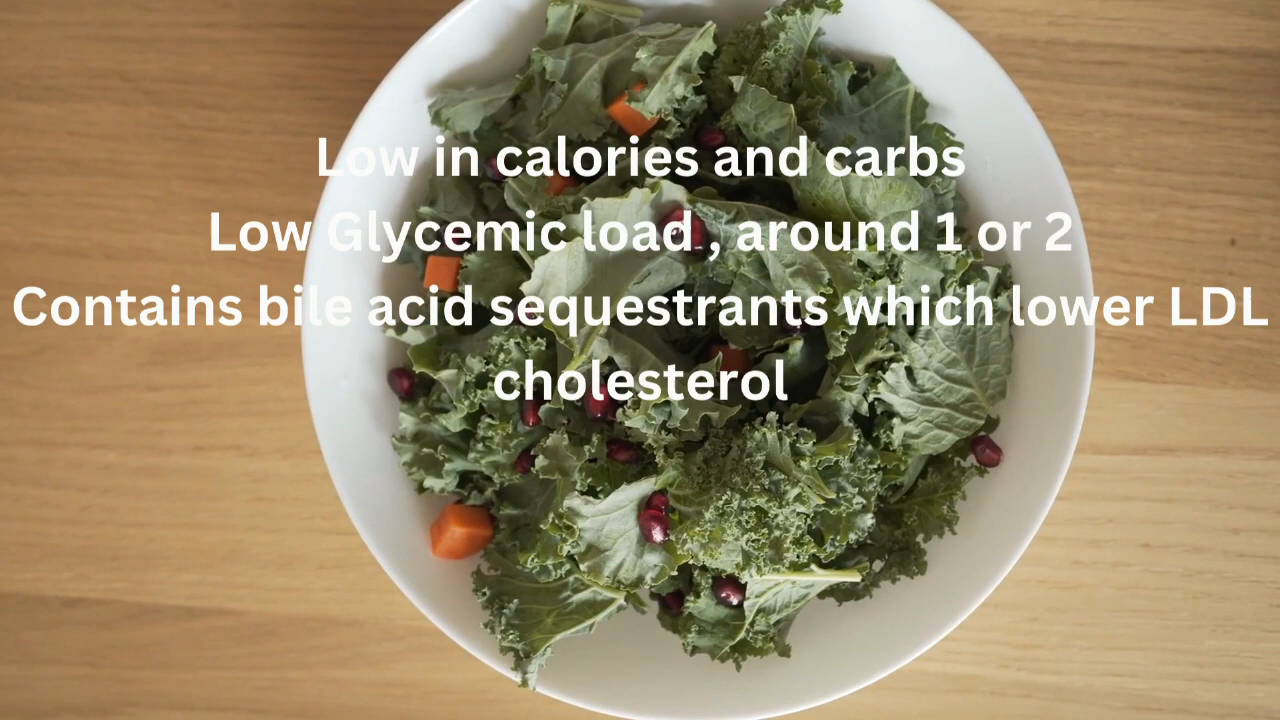 Low in calories and carbs
Low Glycemic load , around 1 or 2
Contains bile acid sequestrants which lower LDL
cholesterol